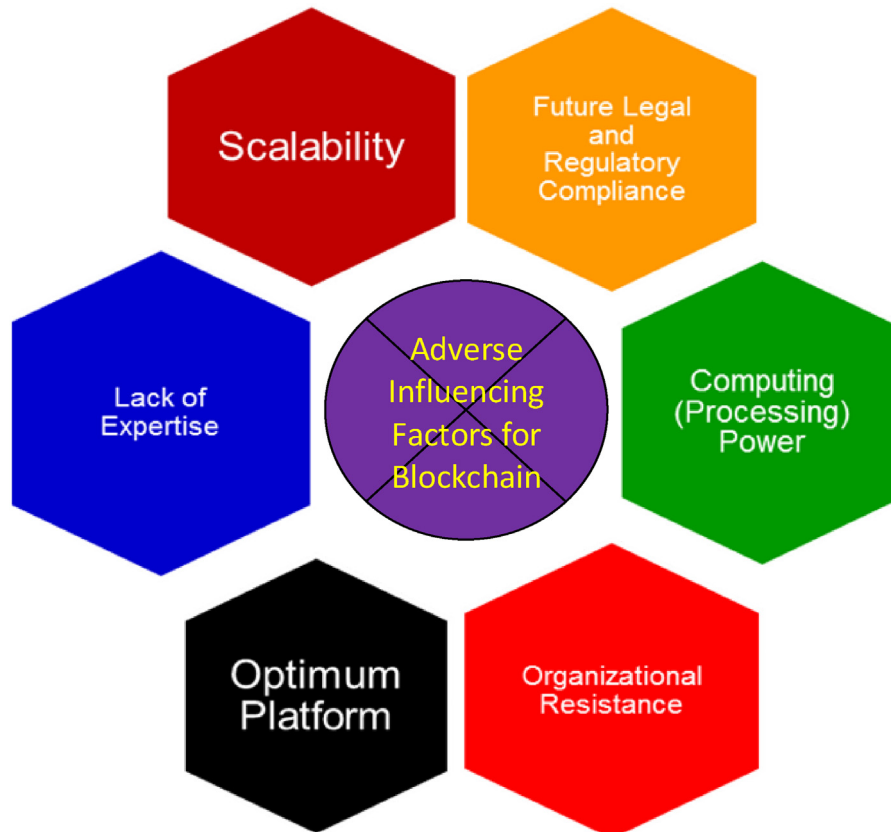 Scalability
Future Legal
and
Regulatory
Compliance
Lack of
Expertise
Adverse
Influencing
Factors for
Blockchain
Computing
(Processing)
Power
Optimum
Platform
Organizational
Resistance